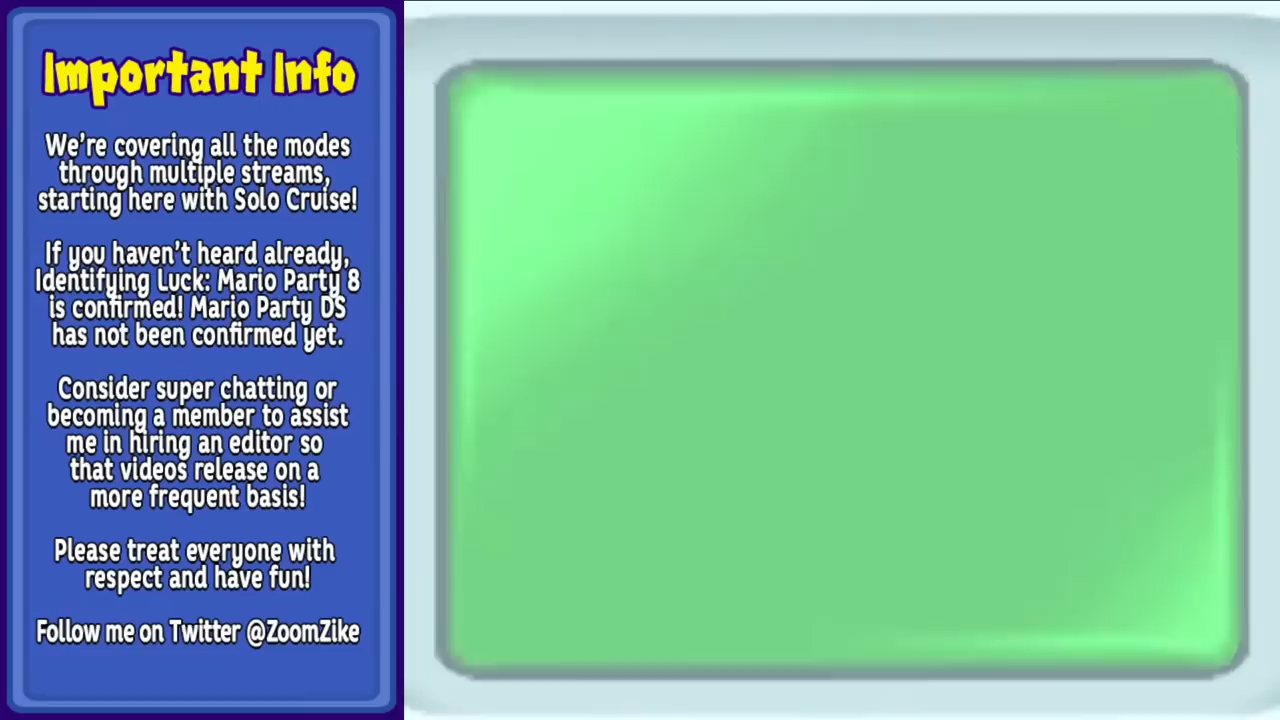 Important Info
We're covering all the modes
through multiple streams,
starting here with Solo Cruise!
If you haven't heard already,
Identifying Luck: Mario Party 8
is confirmed! Mario Party DS
has not been confirmed yet.
Consider super chatting or
becoming a member to assist
me in hiring an editor so
that videos release on a
more frequent basis!
Please treat everyone with
respect and have fun!
Follow me on Twitter @ZoomZike